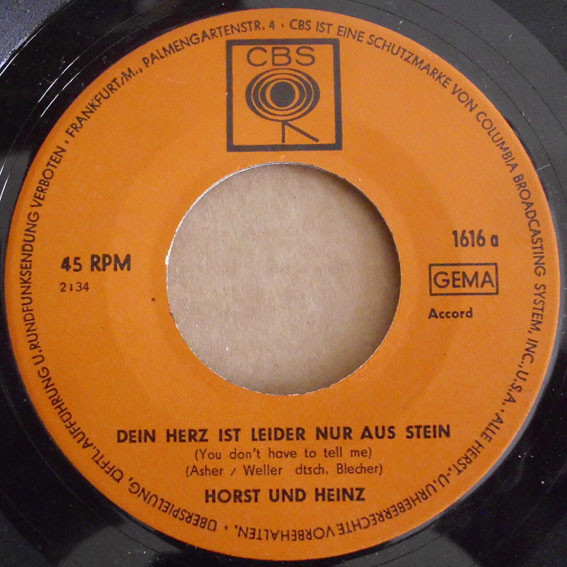 FRANKFURT/M., PALMENGARTENSTR. 4 • CBS IST EINE SCHUTZMARKE VON COLUMBIA BROADCASTING SYSTEM, INC., U.S.A. • ALLE HERST.- U. URHEBERRECHTE VORBEHALTEN. • ÜBERSPIELUNG, ÖFFTL. AUFFÜHRUNG U. RUNDFUNKSENDUNG VERBOTEN •
CBS
45 RPM
2:34
1616 a
GEMA
Accord
DEIN HERZ IST LEIDER NUR AUS STEIN
(You don't have to tell me)
(Asher / Weller dtsch. Blecher)
HORST UND HEINZ